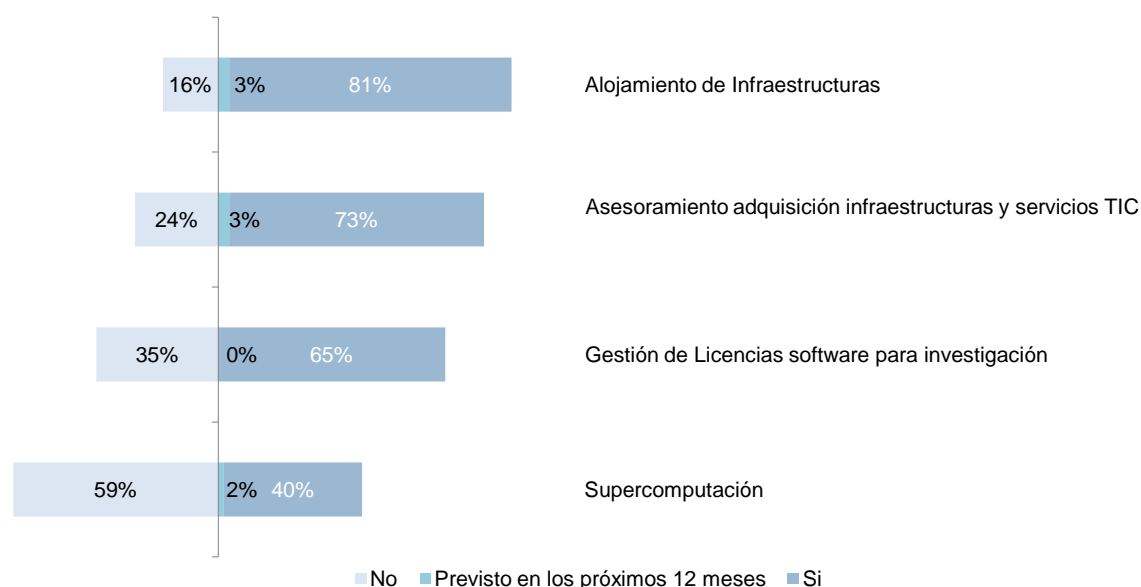 16% 3% 81% Alojamiento de Infraestructuras
24% 3% 73% Asesoramiento adquisición infraestructuras y servicios TIC
35% 0% 65% Gestión de Licencias software para investigación
59% 2% 40% Supercomputación
No Previsto en los próximos 12 meses Si